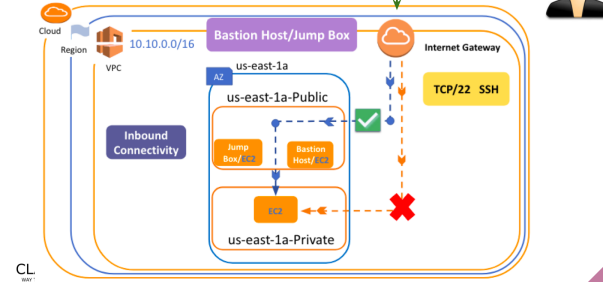 Cloud
Region
VPC
10.10.0.0/16
Bastion Host/Jump Box
Internet Gateway
TCP/22 SSH
AZ
us-east-1a
us-east-1a-Public
Inbound
Connectivity
Jump
Box/EC2
Bastion
Host/EC2
EC2
us-east-1a-Private
CL.
WAY